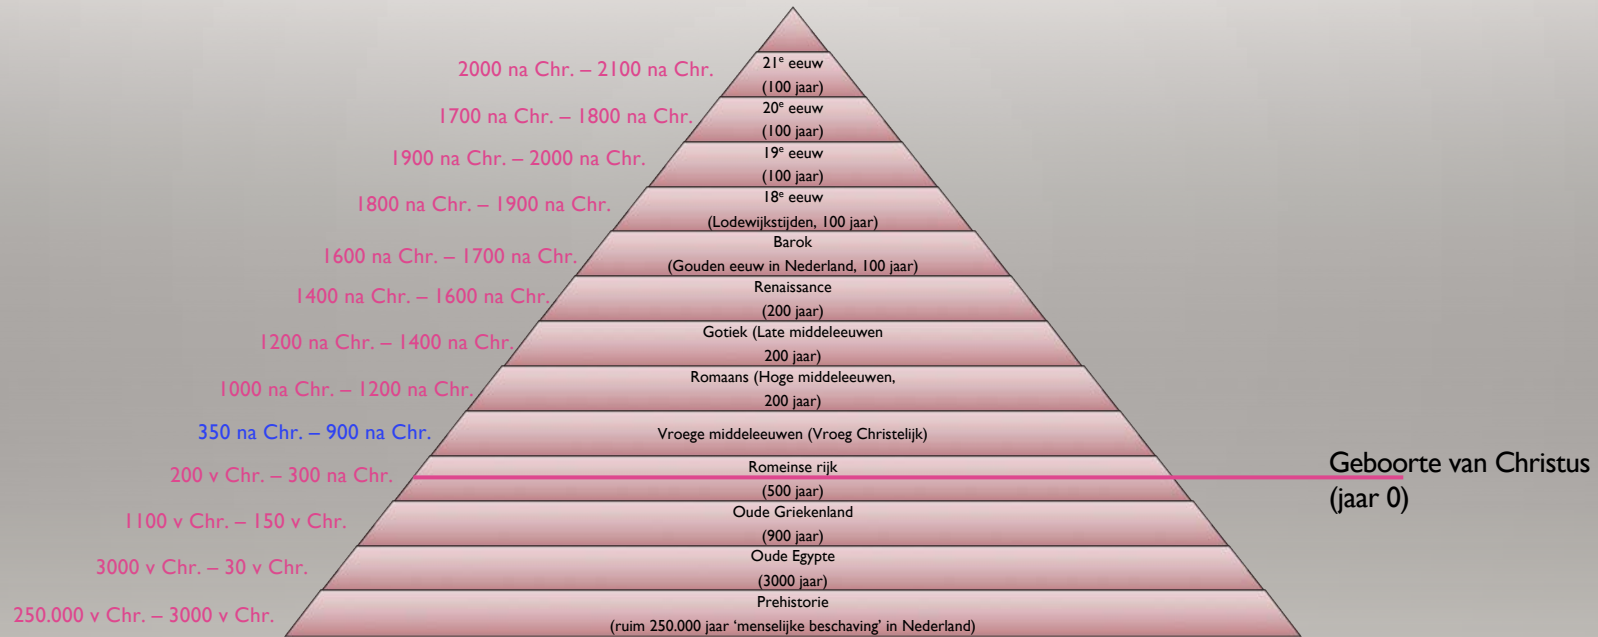 21e eeuw
2000 na Chr. – 2100 na Chr.
(100 jaar)
20e eeuw
1700 na Chr. – 1800 na Chr.
(100 jaar)
19e eeuw
1900 na Chr. – 2000 na Chr.
(100 jaar)
18e eeuw
1800 na Chr. – 1900 na Chr.
(Lodewijkstijden, 100 jaar)
Barok
1600 na Chr. – 1700 na Chr.
(Gouden eeuw in Nederland, 100 jaar)
Renaissance
1400 na Chr. – 1600 na Chr.
(200 jaar)
Gotiek (Late middeleeuwen
1200 na Chr. – 1400 na Chr.
200 jaar)
Romaans (Hoge middeleeuwen,
1000 na Chr. – 1200 na Chr.
200 jaar)
350 na Chr. – 900 na Chr.
Vroege middeleeuwen (Vroeg Christelijk)
Romeinse rijk
200 v Chr. – 300 na Chr.
(500 jaar)
Geboorte van Christus
(jaar 0)
Oude Griekenland
1100 v Chr. – 150 v Chr.
(900 jaar)
Oude Egypte
3000 v Chr. – 30 v Chr.
(3000 jaar)
Prehistorie
250.000 v Chr. – 3000 v Chr.
(ruim 250.000 jaar ‘menselijke beschaving’ in Nederland)